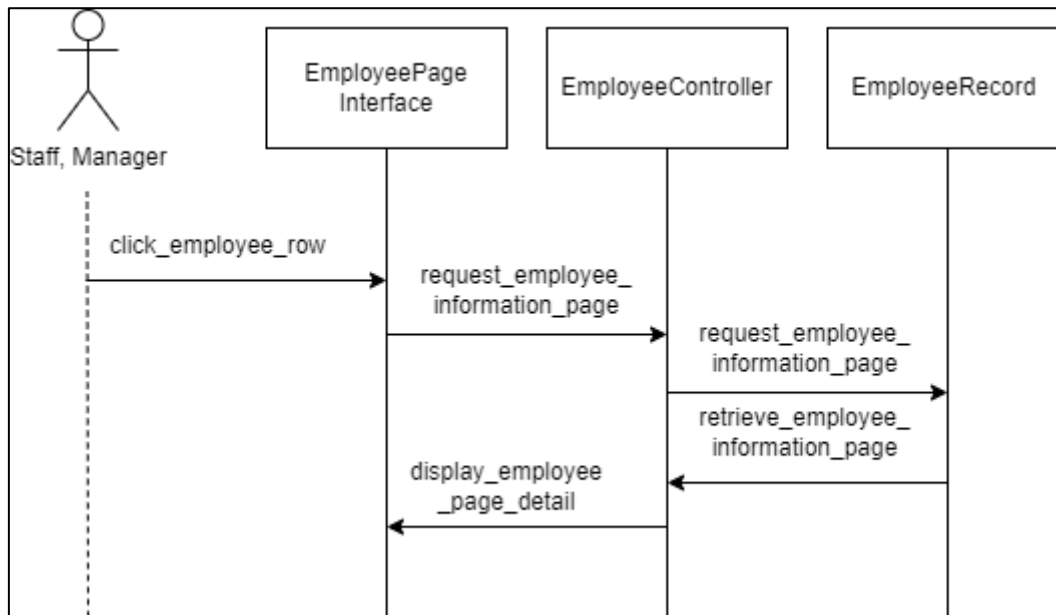 EmployeePage
Interface
EmployeeController
EmployeeRecord
Staff, Manager
click_employee_row
request_employee_
information_page
request_employee_
information_page
retrieve_employee_
information_page
display_employee
_page_detail